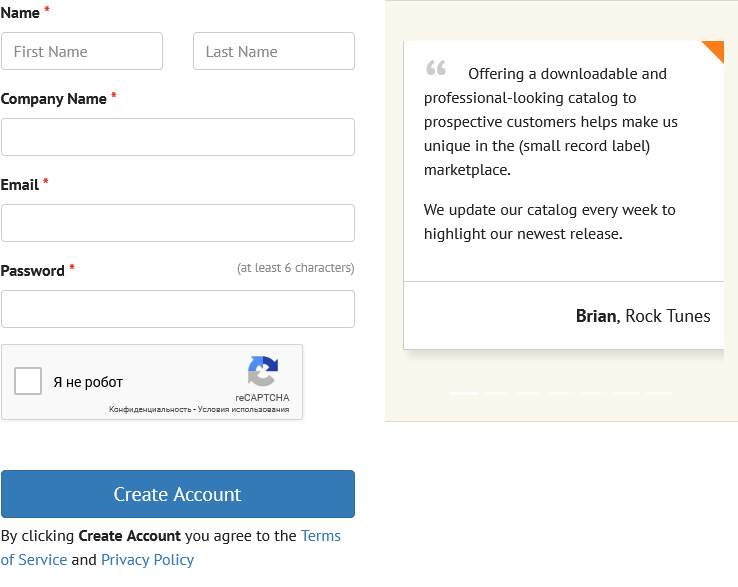 Name *
First Name
Last Name
Company Name *
Email *
Password *
(at least 6 characters)
Я не робот
reCAPTCHA
Конфиденциальность - Условия использования
Create Account
By clicking Create Account you agree to the Terms
of Service and Privacy Policy
“ Offering a downloadable and
professional-looking catalog to
prospective customers helps make us
unique in the (small record label)
marketplace.
We update our catalog every week to
highlight our newest release.
Brian, Rock Tunes